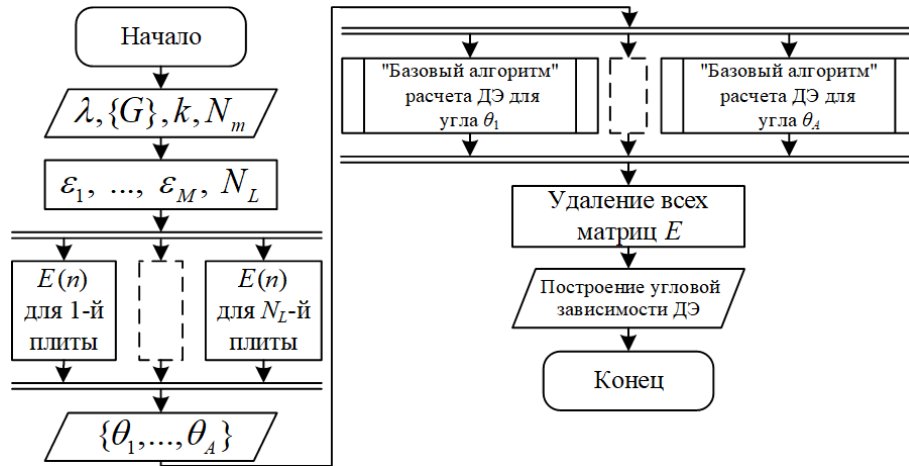 Начало
λ, {G}, k, N_m
ε_1, ..., ε_M, N_L
E(n)
для 1-й
плиты
E(n)
для N_L-й
плиты
{θ_1,...,θ_A}
"Базовый алгоритм"
расчета ДЭ для
угла θ_1
"Базовый алгоритм"
расчета ДЭ для
угла θ_A
Удаление всех
матриц E
Построение угловой
зависимости ДЭ
Конец